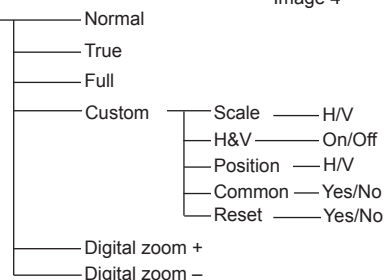 Image 4
Normal
True
Full
Custom Scale H/V
H&V On/Off
Position H/V
Common Yes/No
Reset Yes/No
Digital zoom +
Digital zoom –